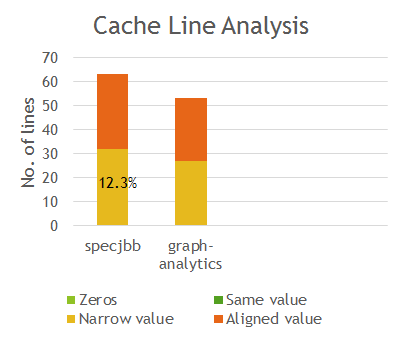 Cache Line Analysis
70
60
50
40
30
20
10
0
No. of lines
12.3%
specjbb
graph-
analytics
Zeros
Same value
Narrow value
Aligned value